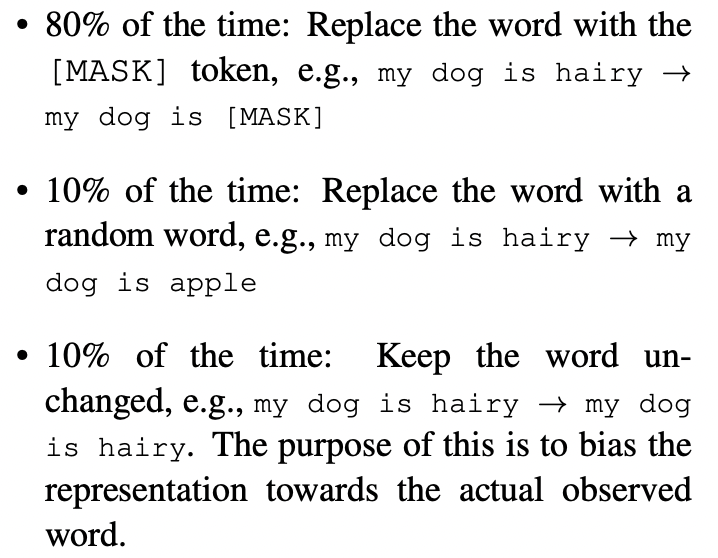 • 80% of the time: Replace the word with the
[MASK] token, e.g., my dog is hairy →
my dog is [MASK]
• 10% of the time: Replace the word with a
random word, e.g., my dog is hairy → my
dog is apple
• 10% of the time: Keep the word un-
changed, e.g., my dog is hairy → my dog
is hairy. The purpose of this is to bias the
representation towards the actual observed
word.